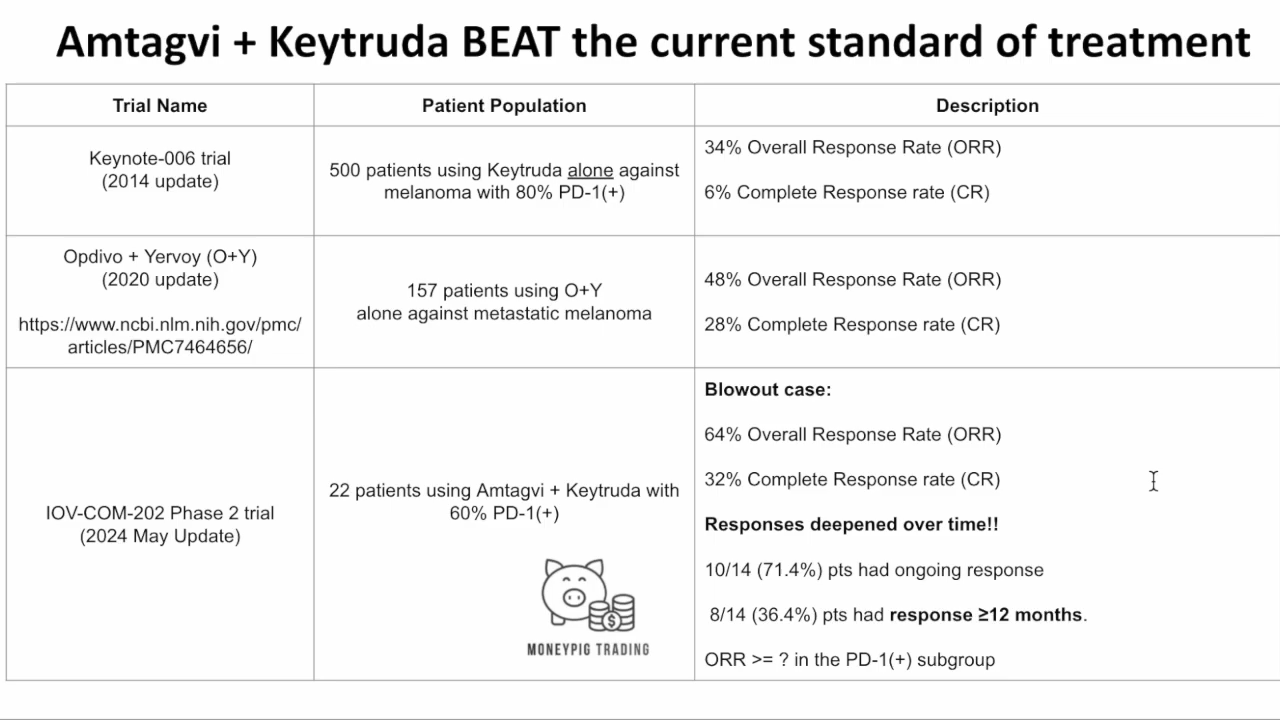 Amtagvi + Keytruda BEAT the current standard of treatment
Trial Name
Patient Population
Description
Keynote-006 trial
(2014 update)
500 patients using Keytruda alone against
melanoma with 80% PD-1(+)
34% Overall Response Rate (ORR)
6% Complete Response rate (CR)
Opdivo + Yervoy (O+Y)
(2020 update)
https://www.ncbi.nlm.nih.gov/pmc/
articles/PMC7464656/
157 patients using O+Y
alone against metastatic melanoma
48% Overall Response Rate (ORR)
28% Complete Response rate (CR)
IOV-COM-202 Phase 2 trial
(2024 May Update)
22 patients using Amtagvi + Keytruda with
60% PD-1(+)
$
MONEYPIG TRADING
Blowout case:
64% Overall Response Rate (ORR)
32% Complete Response rate (CR)
Responses deepened over time!!
10/14 (71.4%) pts had ongoing response
8/14 (36.4%) pts had response ≥12 months.
ORR >= ? in the PD-1(+) subgroup